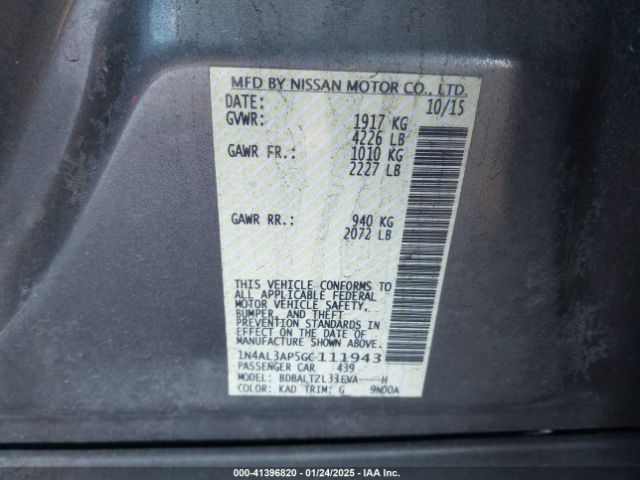 MFD BY NISSAN MOTOR CO., LTD.
DATE: 10/15
GVWR: 1917 KG
4226 LB
GAWR FR.: 1010 KG
2227 LB
GAWR RR.: 940 KG
2072 LB
THIS VEHICLE CONFORMS TO
ALL APPLICABLE FEDERAL
MOTOR VEHICLE SAFETY,
BUMPER, AND THEFT
PREVENTION STANDARDS
IN EFFECT ON THE DATE OF
MANUFACTURE SHOWN ABOVE.
1N4AL3AP5GC111943
PASSENGER CAR 439
MODEL: BDBALTZL33EVA----H
COLOR: KAD TRIM: G 9N00A
000-41396820 • 01/24/2025 • IAA Inc.